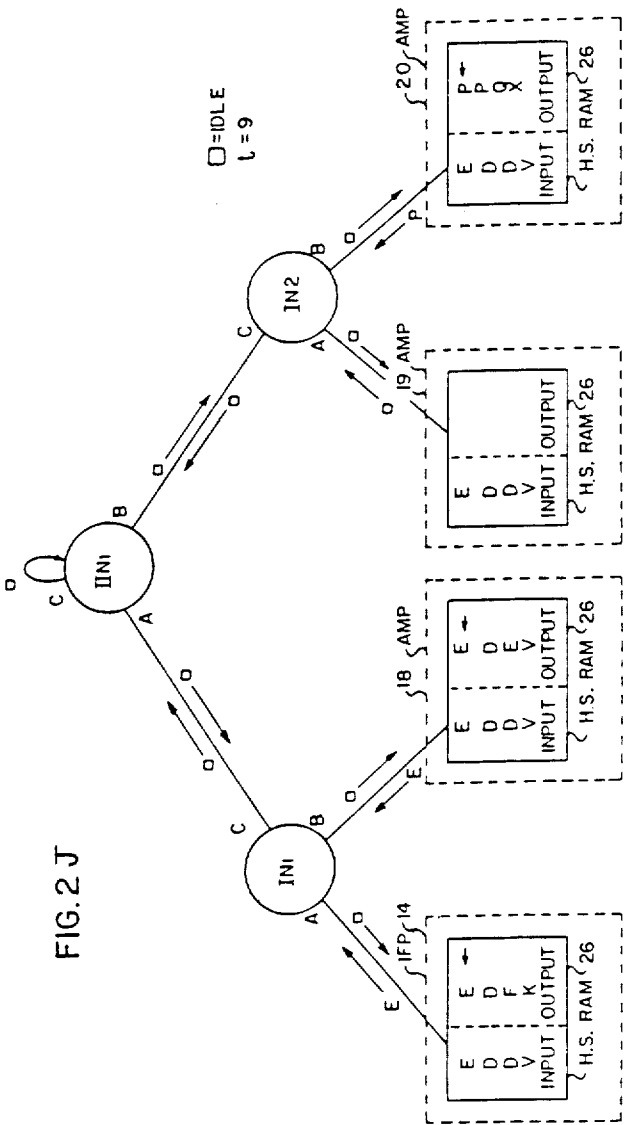 FIG. 2J
□=IDLE
t = 9
□
C
IIN1
A
B
□
□
□
□
C
IN1
A
B
C
IN2
A
B
E
□
E
□
□
□
P
□
IFP 14
18 AMP
19 AMP
20 AMP
E E ←
D D
D F
V K
INPUT OUTPUT
H.S. RAM 26
E E ←
D D
D E
V V
INPUT OUTPUT
H.S. RAM 26
E
D
D
V
INPUT OUTPUT
H.S. RAM 26
E P ←
D P
D Q
V X
INPUT OUTPUT
H.S. RAM 26